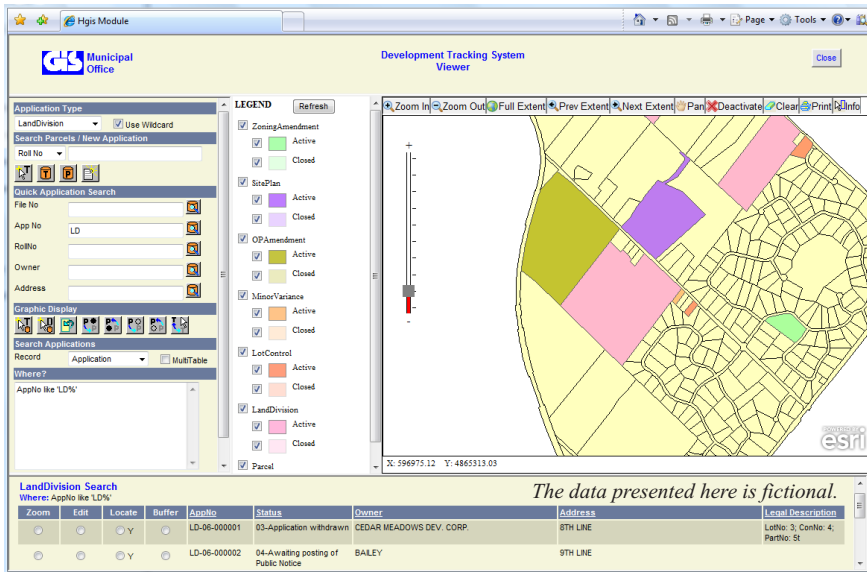 Hgis Module
Page
Tools
GIS Municipal Office
Development Tracking System
Viewer
Close
Application Type
LandDivision
Use Wildcard
Search Parcels / New Application
Roll No
T
T
P
Quick Application Search
File No
App No
LD
RollNo
Owner
Address
Graphic Display
Search Applications
Record
Application
MultiTable
Where?
AppNo like 'LD%'
LEGEND
Refresh
ZoningAmendment
Active
Closed
SitePlan
Active
Closed
OPAmendment
Active
Closed
MinorVariance
Active
Closed
LotControl
Active
Closed
LandDivision
Active
Closed
Parcel
Zoom In Zoom Out Full Extent Prev Extent Next Extent Pan Deactivate Clear Print Info
POWERED BY
esri
X: 596975.12 Y: 4865313.03
LandDivision Search
Where: AppNo like 'LD%'
The data presented here is fictional.
Zoom Edit Locate Buffer AppNo Status Owner Address Legal Description
Y LD-06-000001 03-Application withdrawn CEDAR MEADOWS DEV. CORP. 8TH LINE LotNo: 3; ConNo: 4; PartNo: 5t
Y LD-06-000002 04-Awaiting posting of Public Notice BAILEY 9TH LINE